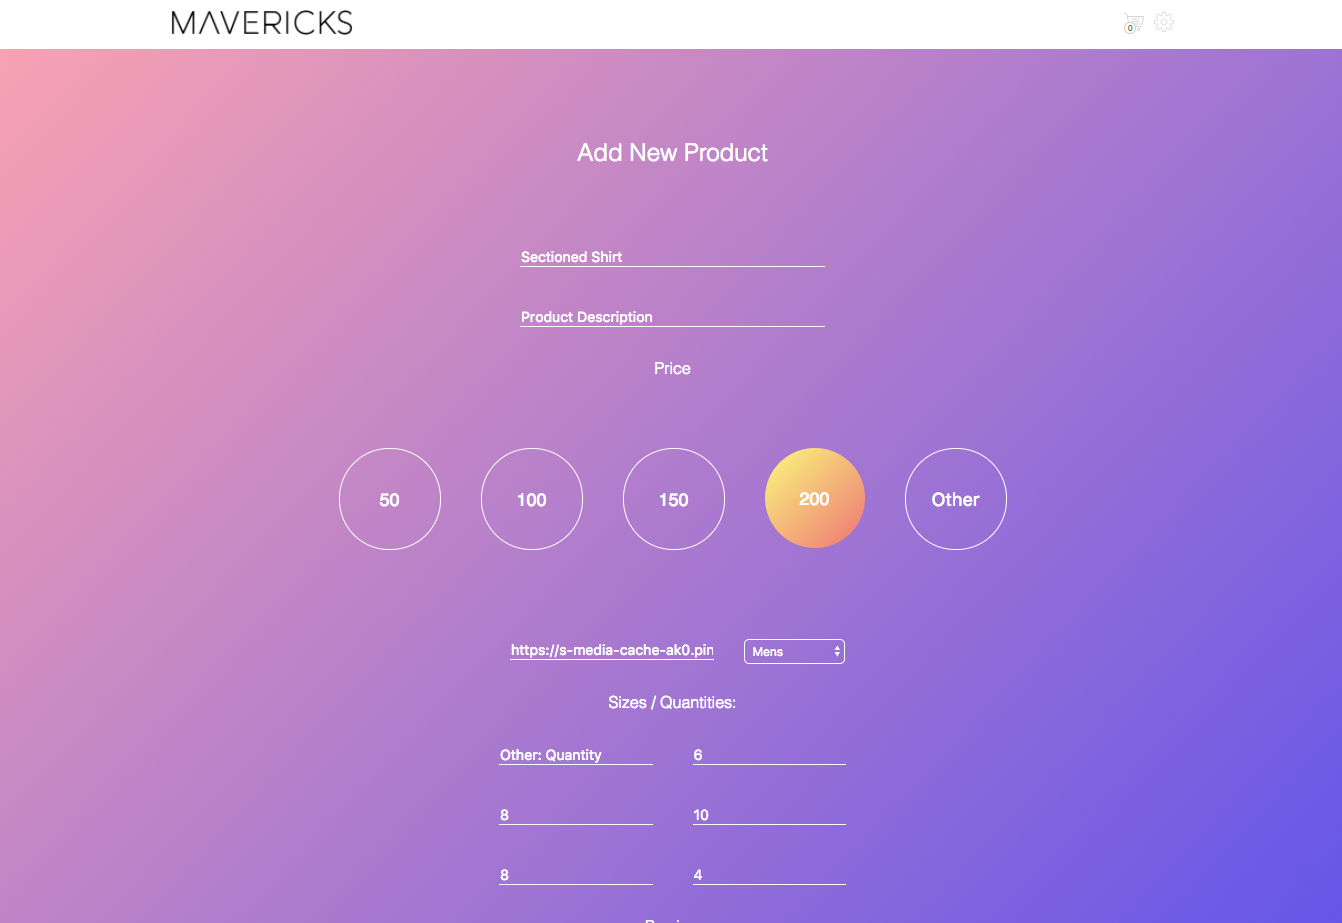 MAVERICKS
0
Add New Product
Sectioned Shirt
Product Description
Price
50 100 150 200 Other
https://s-media-cache-ak0.pin Mens
Sizes / Quantities:
Other: Quantity 6
8 10
8 4